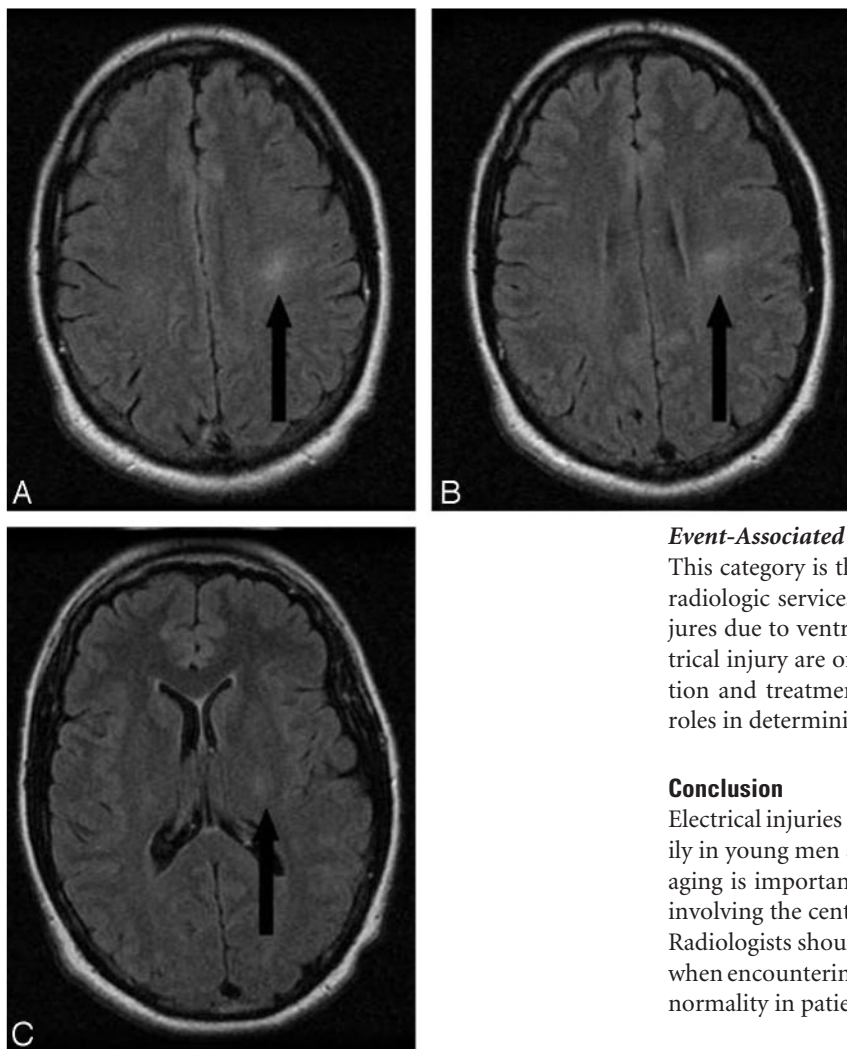 A
B
C
Event-Associated
This category is th
radiologic service
jures due to ventr
trical injury are o
tion and treatmen
roles in determini
Conclusion
Electrical injuries
ily in young men
aging is importan
involving the cent
Radiologists shou
when encounterin
normality in patie